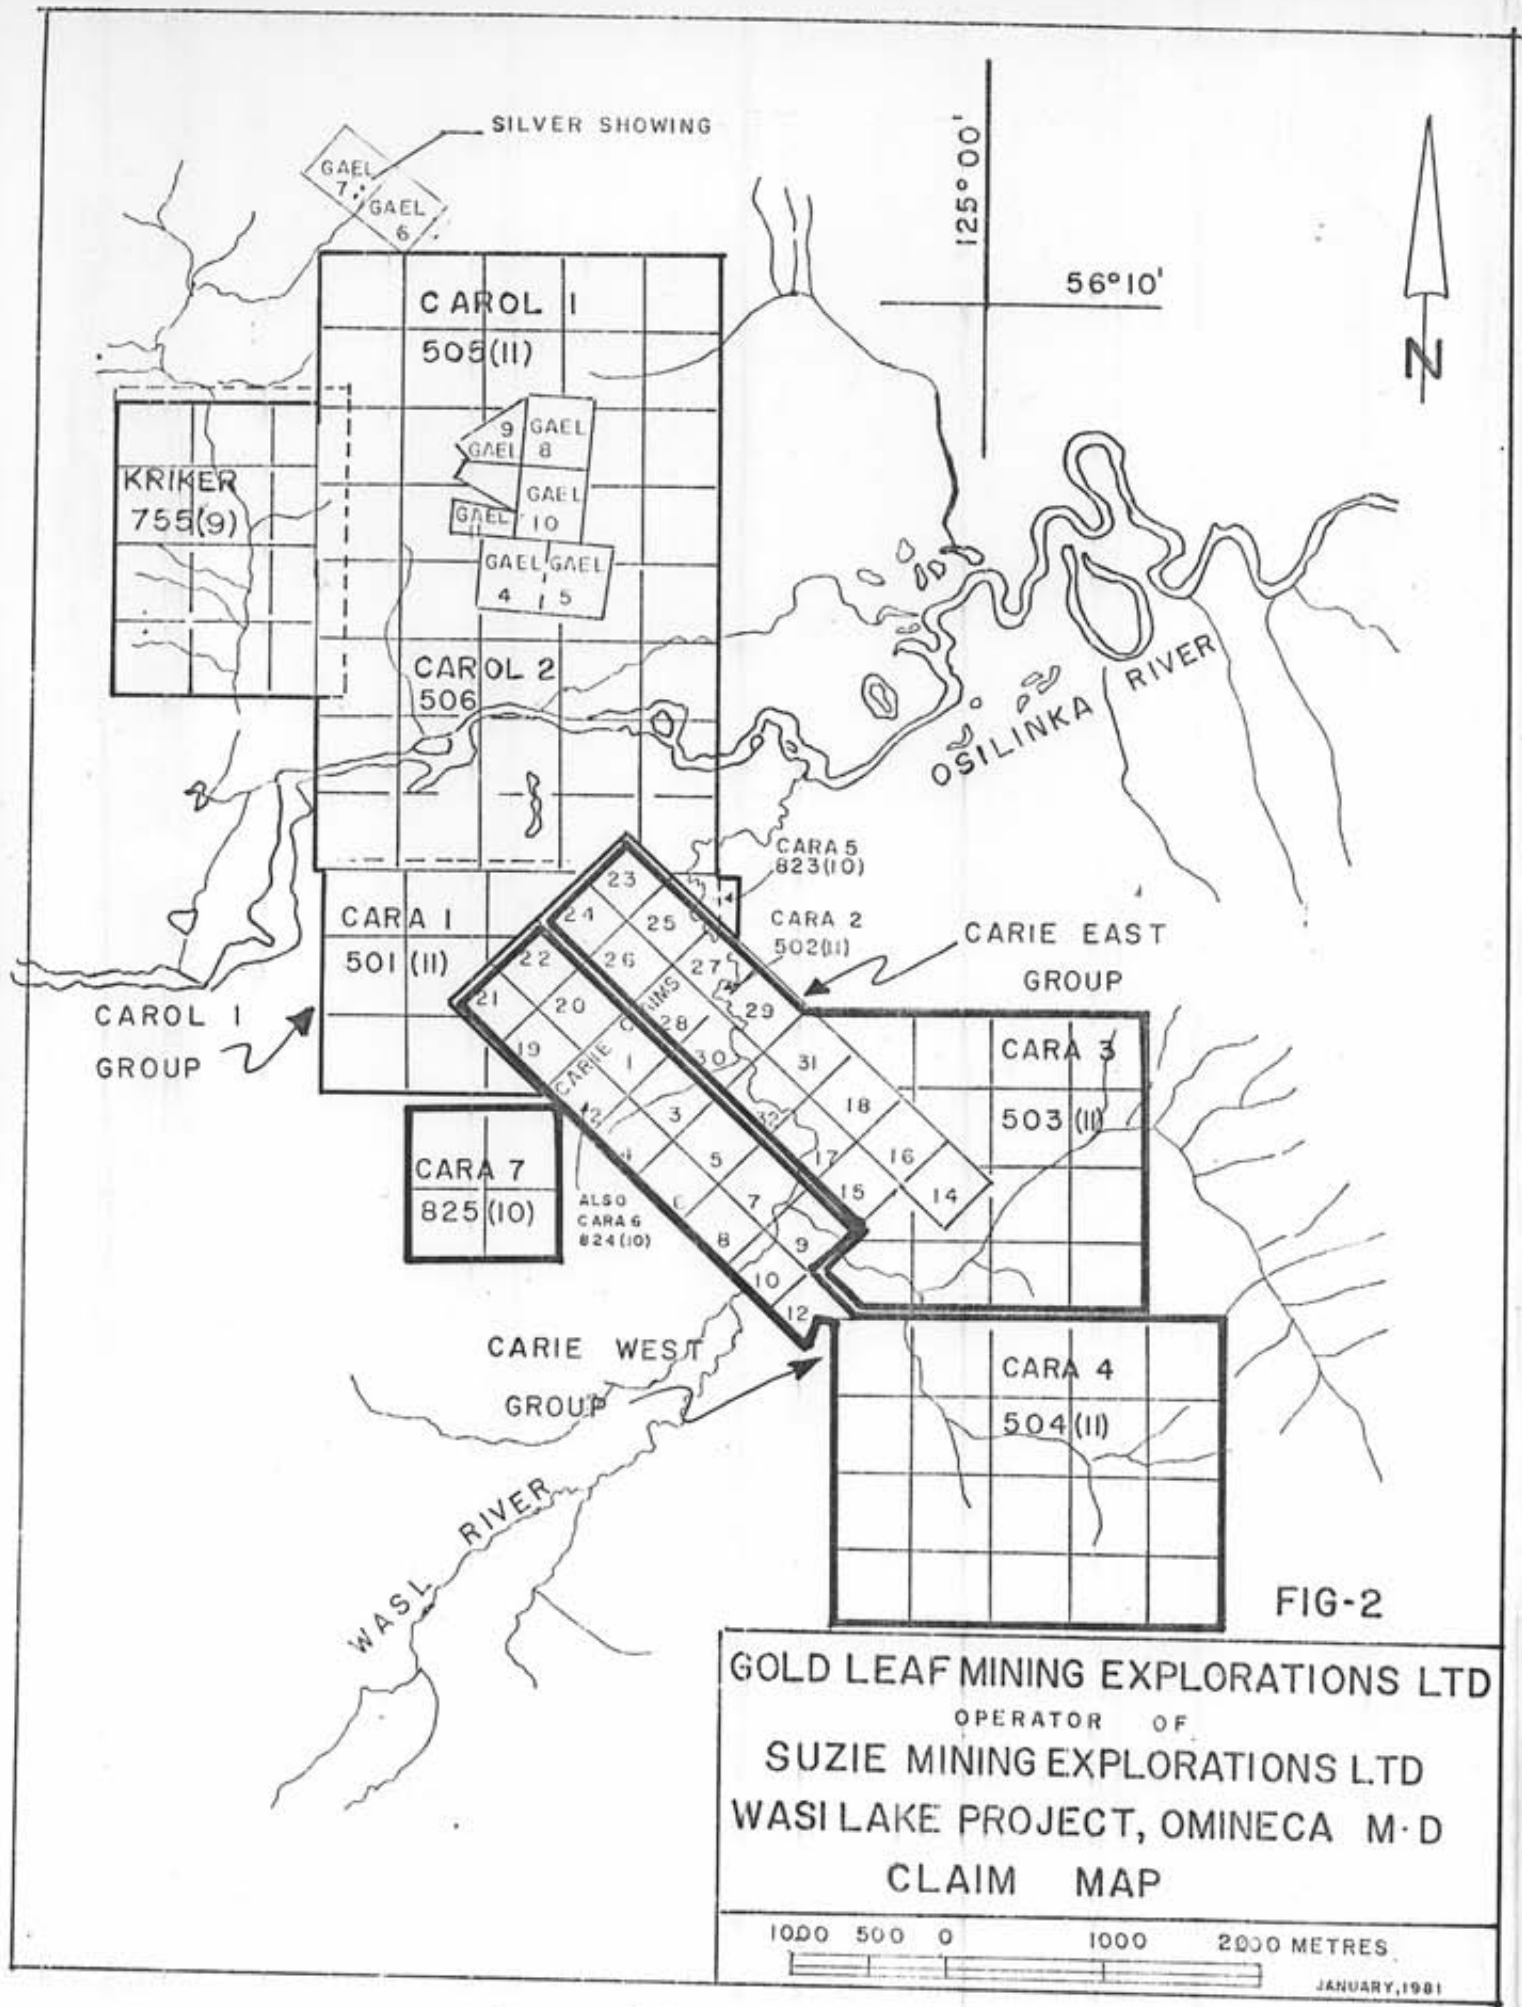 SILVER SHOWING
GAEL
7
GAEL
6
125° 00'
56° 10'
N
CAROL 1
505(11)
9
GAEL
GAEL
8
GAEL
10
GAEL
11
GAEL
4
GAEL
5
KRIKER
755(9)
CAROL 2
506
OSILINKA RIVER
CARA 5
823(10)
CARA 2
502(11)
CARIE EAST
GROUP
CARA 1
501 (11)
CAROL 1
GROUP
23
24
25
22
26
27
21
20
28
29
19
1
30
31
CARIE
2
3
32
18
4
5
17
16
6
7
15
14
8
9
10
12
CARA 3
503 (11)
CARA 7
825(10)
ALSO
CARA 6
824(10)
CARIE WEST
GROUP
CARA 4
504(11)
WASL RIVER
FIG-2
GOLD LEAF MINING EXPLORATIONS LTD
OPERATOR OF
SUZIE MINING EXPLORATIONS LTD
WASI LAKE PROJECT, OMINECA M·D
CLAIM MAP
1000 500 0 1000 2000 METRES
JANUARY, 1981